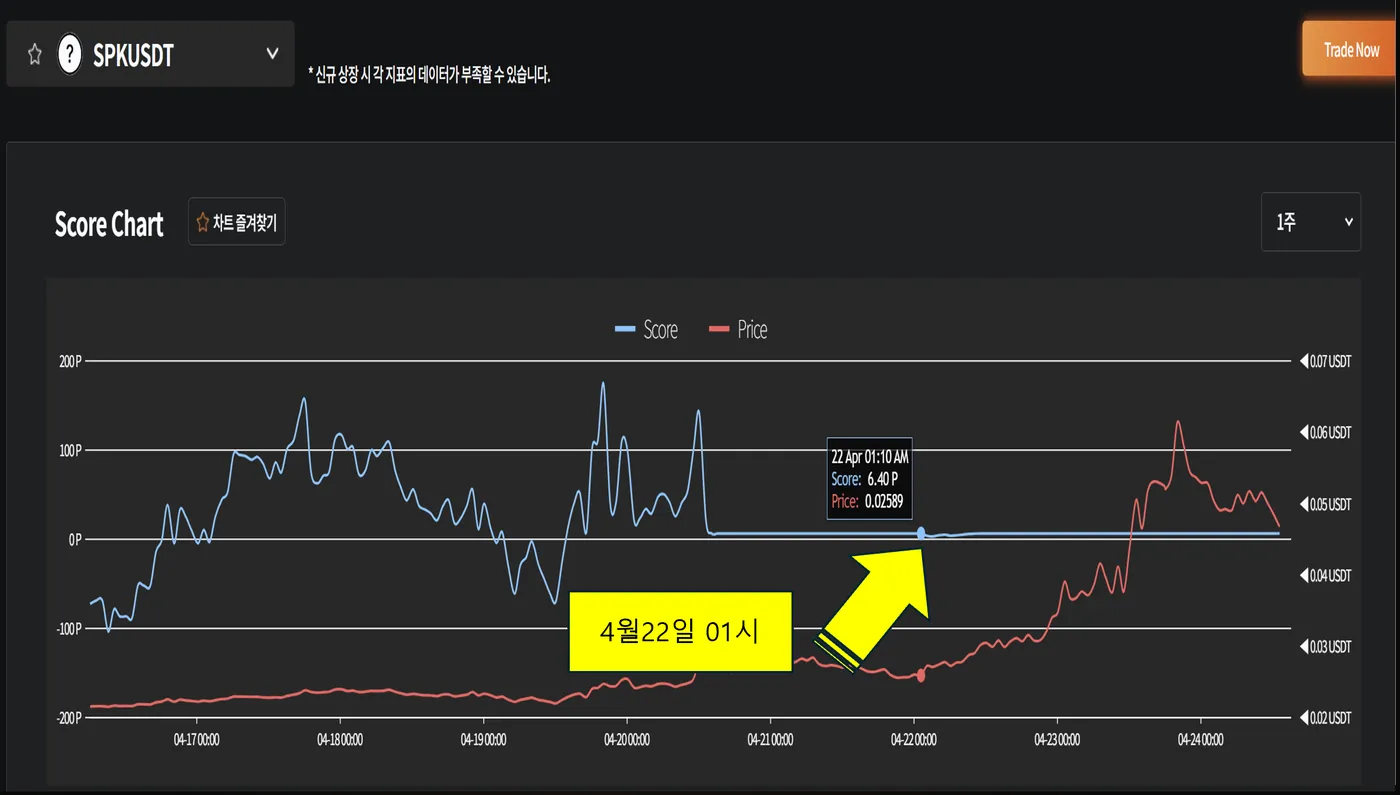 ? SPKUSDT
* 신규 상장 시 각 지표의 데이터가 부족할 수 있습니다.
Trade Now
Score Chart
차트 즐겨찾기
1주
Score
Price
200 P
100 P
0 P
-100 P
-200 P
0.07 USDT
0.06 USDT
0.05 USDT
0.04 USDT
0.03 USDT
0.02 USDT
22 Apr 01:10 AM
Score: 6.40 P
Price: 0.02589
4월22일 01시
04-17 00:00
04-18 00:00
04-19 00:00
04-20 00:00
04-21 00:00
04-22 00:00
04-23 00:00
04-24 00:00